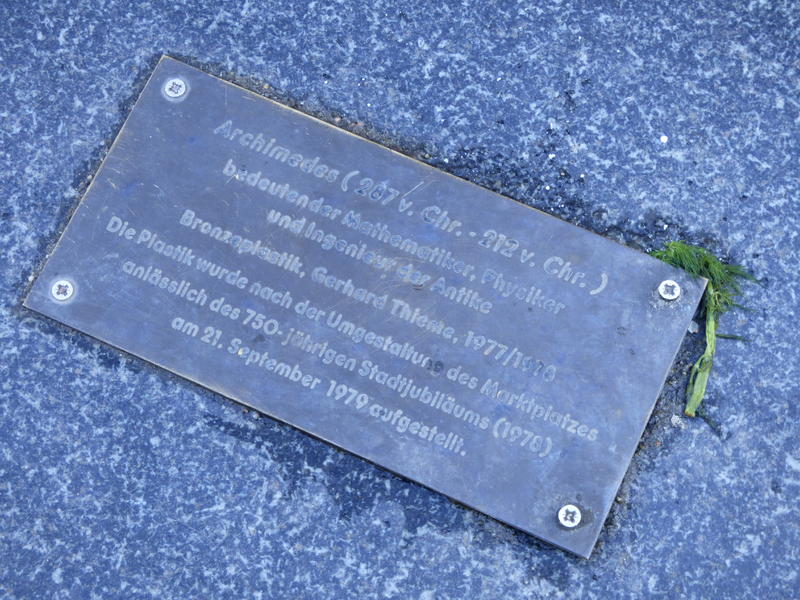 Archimedes ( 287 v. Chr. - 212 v. Chr. )
bedeutender Mathematiker, Physiker
und Ingenieur der Antike
Bronzeplastik, Gerhard Thieme, 1977/1978
Die Plastik wurde nach der Umgestaltung des Marktplatzes
anlässlich des 750-jährigen Stadtjubiläums (1978)
am 21. September 1979 aufgestellt.